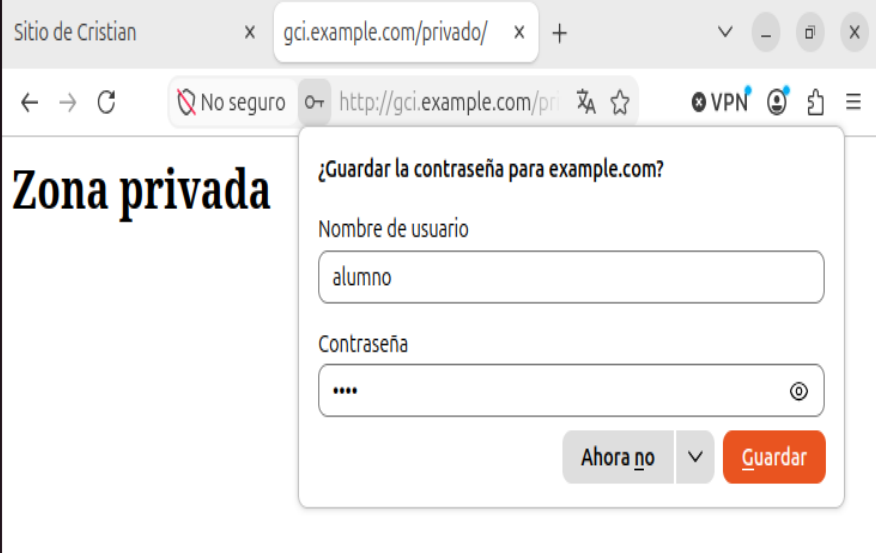 Sitio de Cristian
gci.example.com/privado/
No seguro
http://gci.example.com/pri
VPN
Zona privada
¿Guardar la contraseña para example.com?
Nombre de usuario
alumno
Contraseña
••••
Ahora no
Guardar